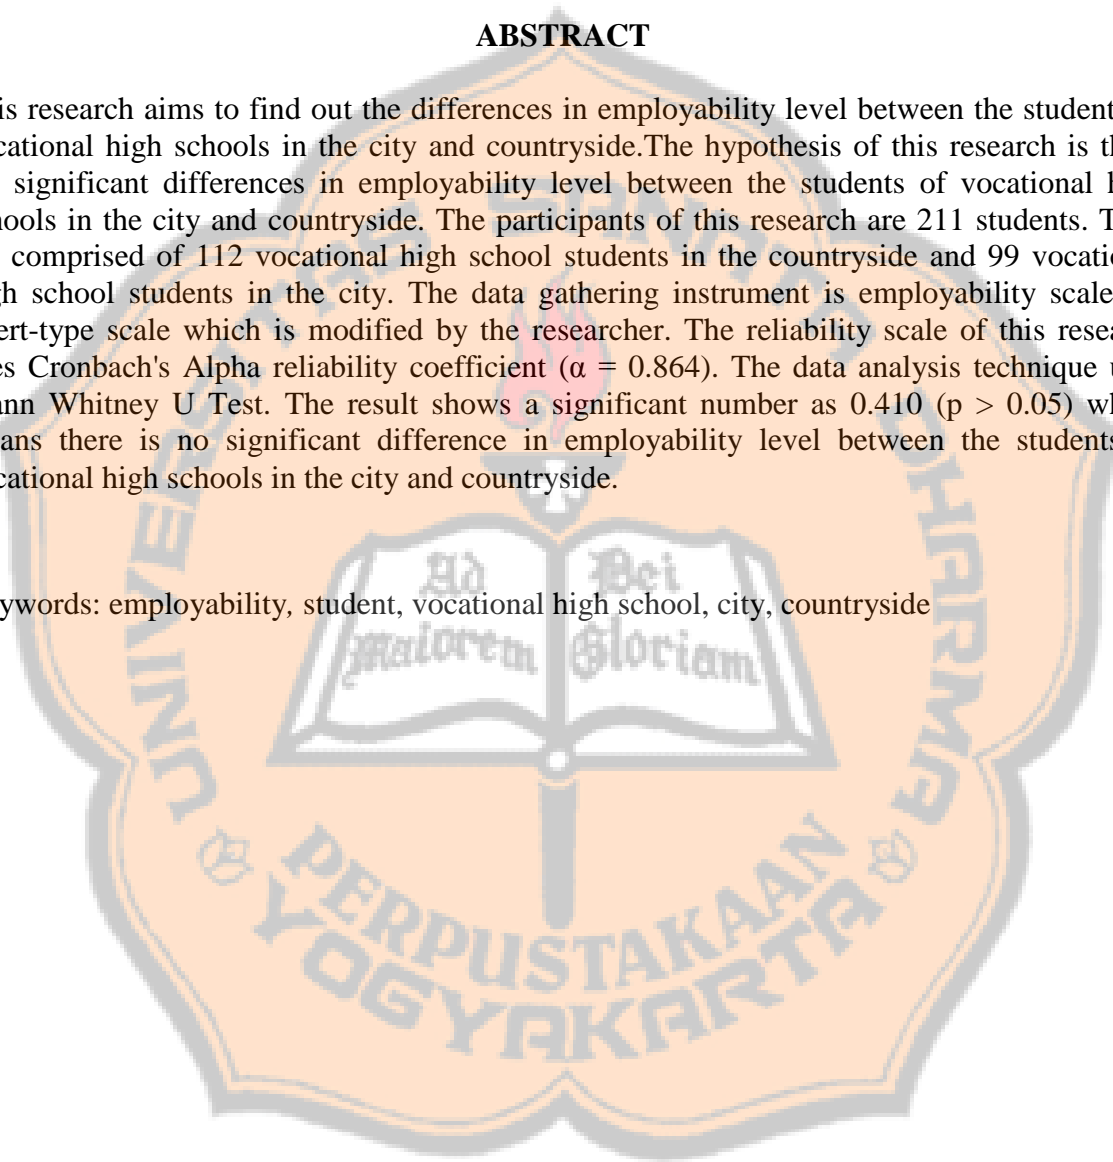 ABSTRACT
is research aims to find out the differences in employability level between the student
cational high schools in the city and countryside.The hypothesis of this research is th
significant differences in employability level between the students of vocational h
hools in the city and countryside. The participants of this research are 211 students. T
comprised of 112 vocational high school students in the countryside and 99 vocatio
gh school students in the city. The data gathering instrument is employability scale
ert-type scale which is modified by the researcher. The reliability scale of this resea
es Cronbach's Alpha reliability coefficient (α = 0.864). The data analysis technique u
ann Whitney U Test. The result shows a significant number as 0.410 (p > 0.05) wh
ans there is no significant difference in employability level between the students
cational high schools in the city and countryside.
ywords: employability, student, vocational high school, city, countryside
UNIVERSITAS SANATA DHARMA
Ad Dei
Maiorem Gloriam
PERPUSTAKAAN
YOGYAKARTA